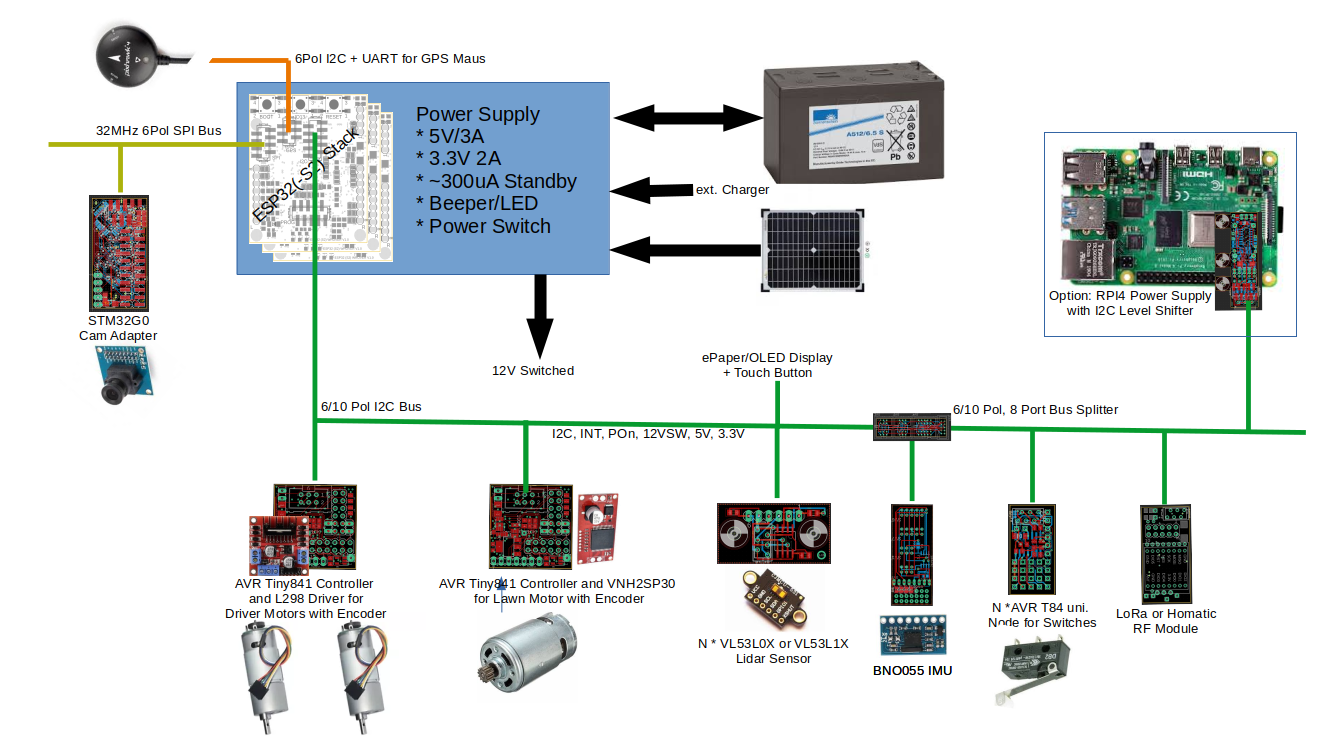 6Pol I2C + UART for GPS Maus
32MHz 6Pol SPI Bus
BOOT
RESET
ESP32(-S2) Stack
Power Supply
* 5V/3A
* 3.3V 2A
* ~300uA Standby
* Beeper/LED
* Power Switch
A512/6.5 S
Pb
ext. Charger
HDMI
Option: RPI4 Power Supply
with I2C Level Shifter
STM32G0
Cam Adapter
12V Switched
ePaper/OLED Display
+ Touch Button
6/10 Pol I2C Bus
I2C, INT, POn, 12VSW, 5V, 3.3V
6/10 Pol, 8 Port Bus Splitter
AVR Tiny841 Controller
and L298 Driver for
Driver Motors with Encoder
AVR Tiny841 Controller and VNH2SP30
for Lawn Motor with Encoder
N * VL53L0X or VL53L1X
Lidar Sensor
BNO055 IMU
N *AVR T84 uni.
Node for Switches
LoRa or Homatic
RF Module